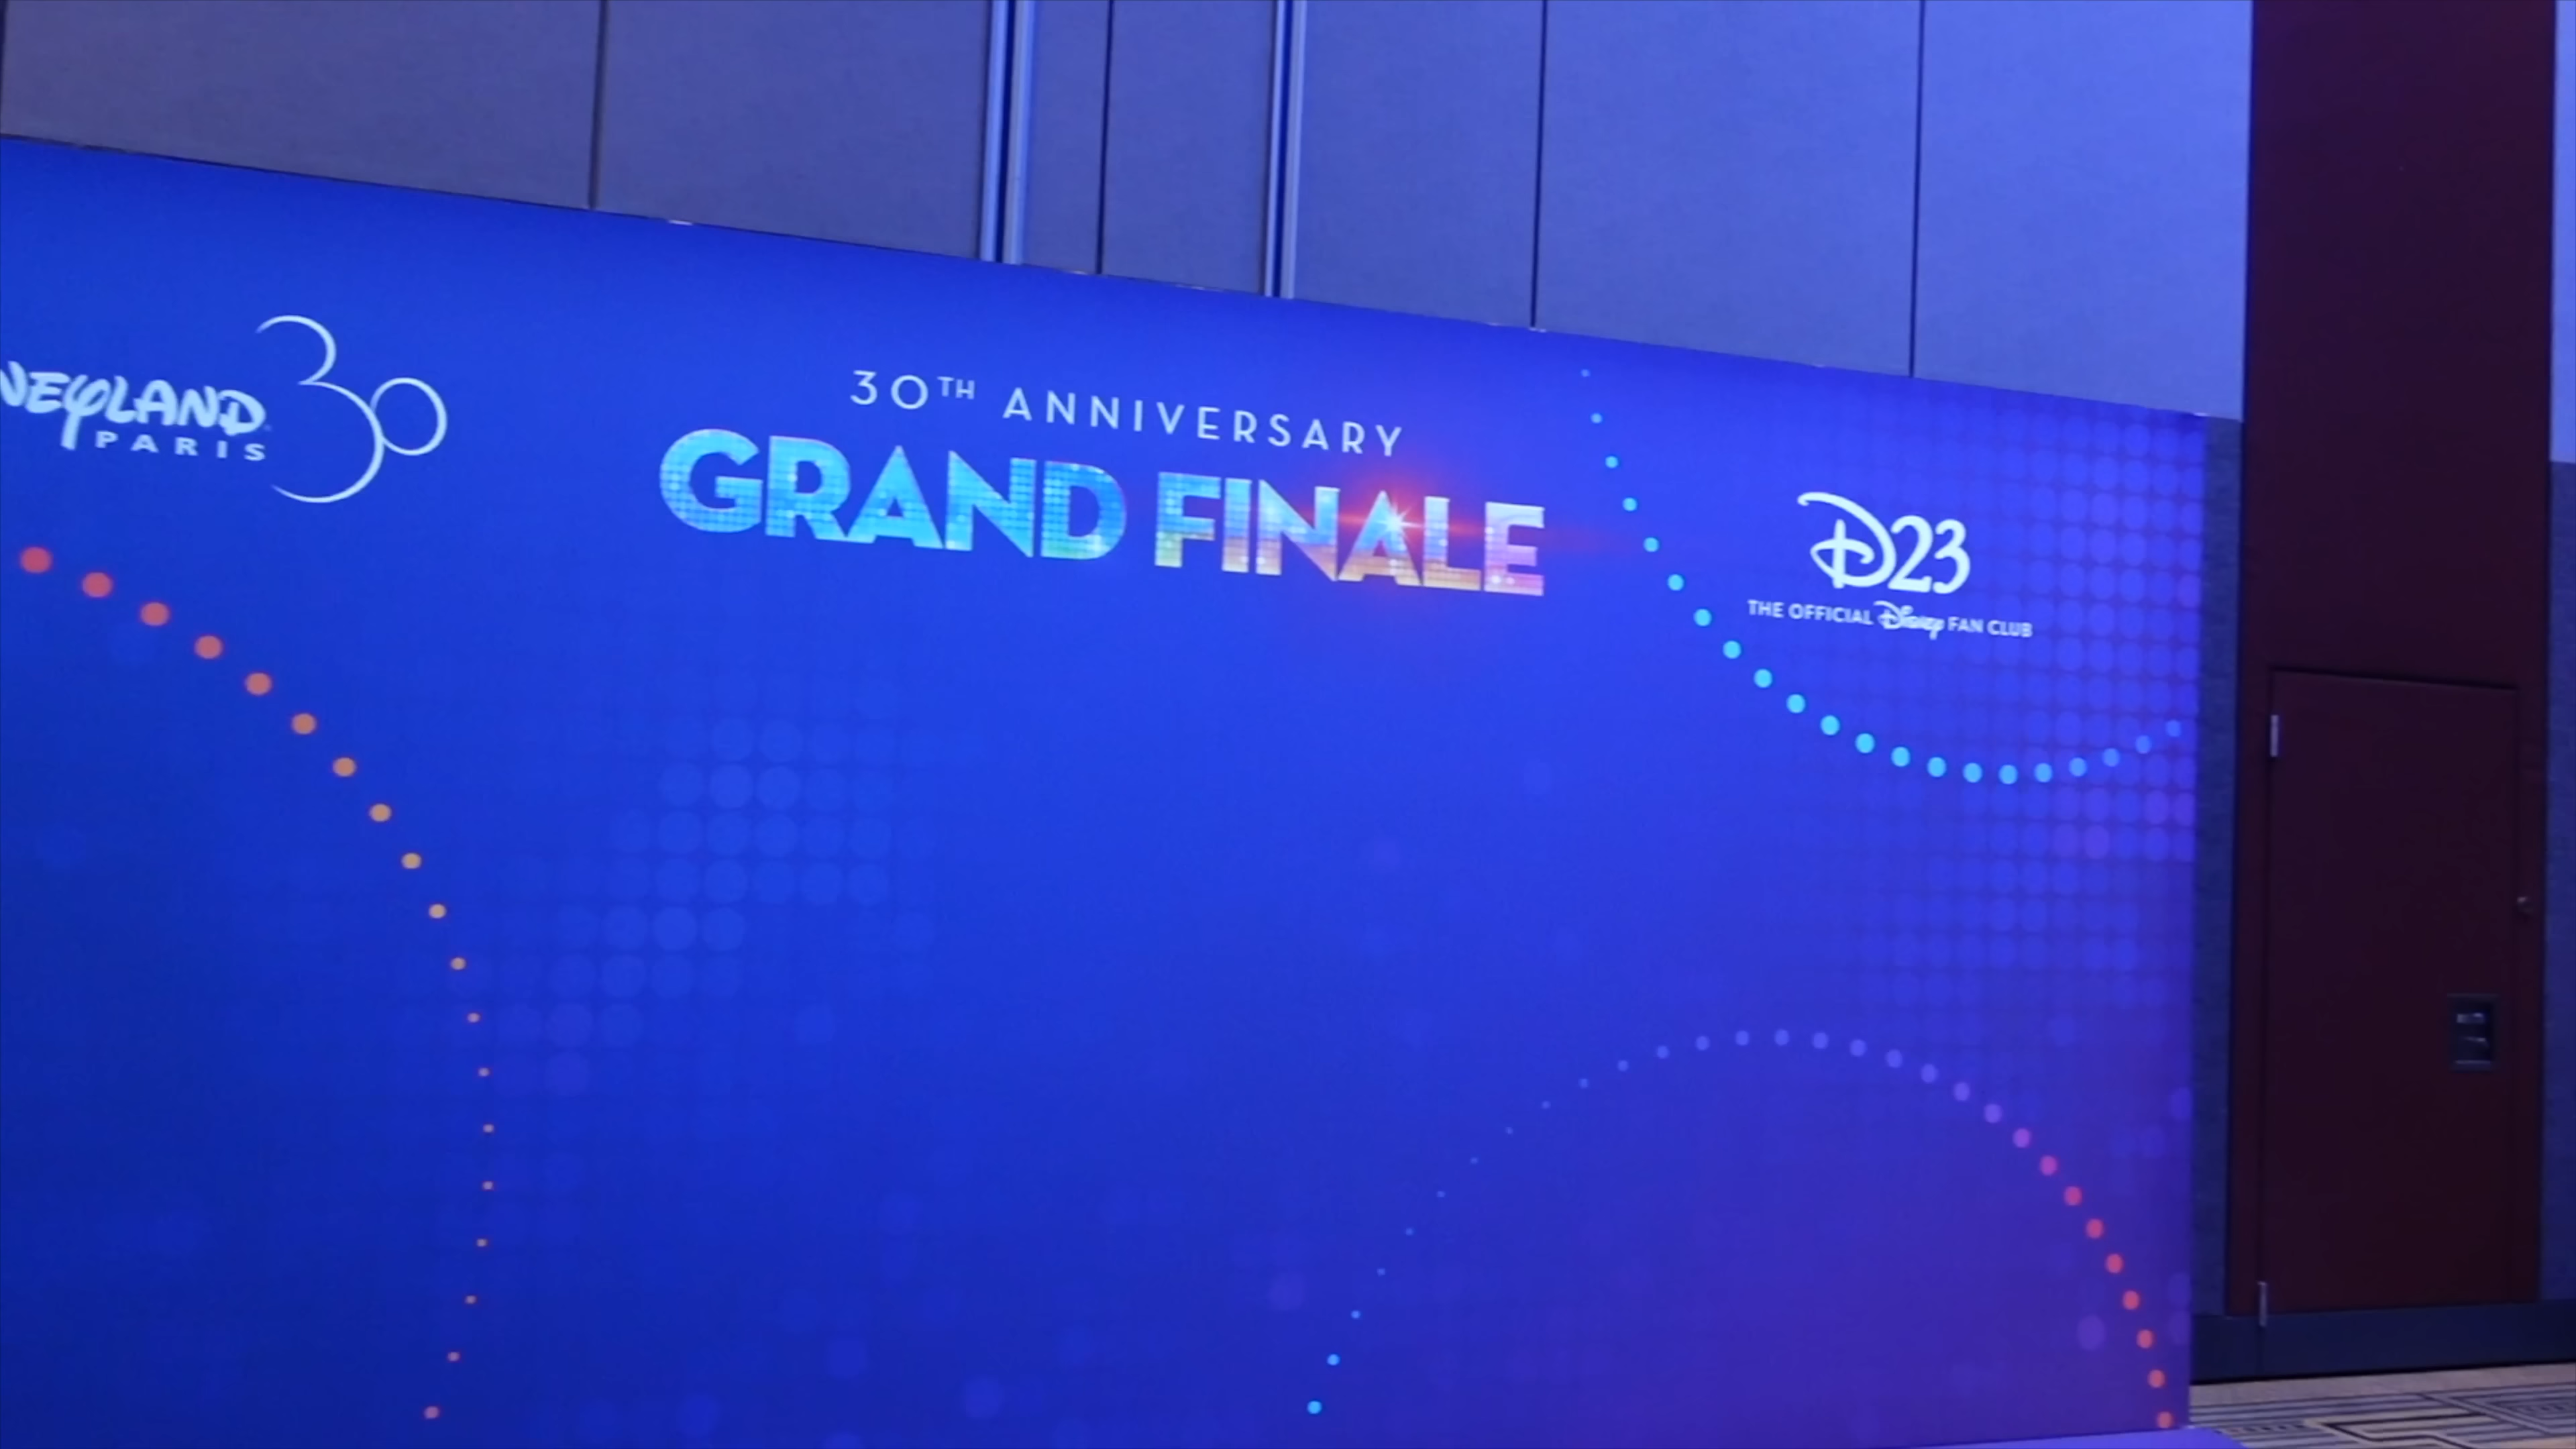 NEYLAND
PARIS
30
30TH ANNIVERSARY
GRAND FINALE
D23
THE OFFICIAL Disney FAN CLUB